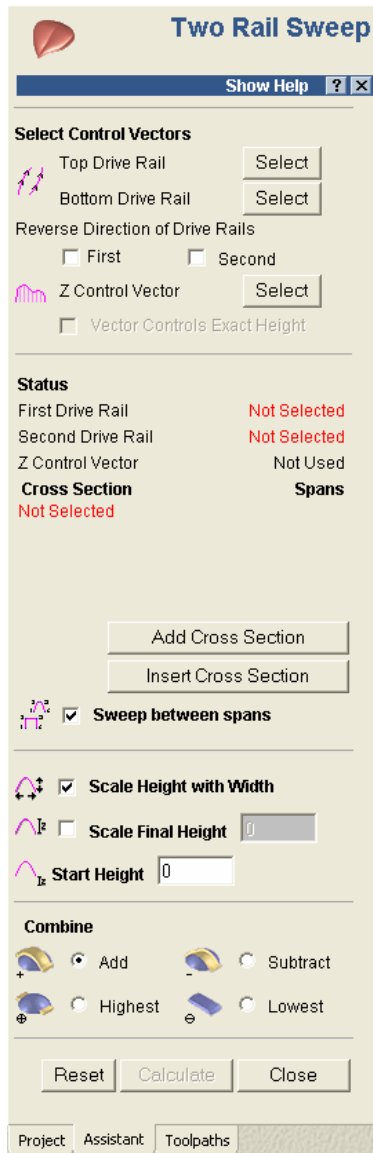 Two Rail Sweep
Show Help ? X
Select Control Vectors
Top Drive Rail Select
Bottom Drive Rail Select
Reverse Direction of Drive Rails
First Second
Z Control Vector Select
Vector Controls Exact Height
Status
First Drive Rail Not Selected
Second Drive Rail Not Selected
Z Control Vector Not Used
Cross Section Spans
Not Selected
Add Cross Section
Insert Cross Section
Sweep between spans
Scale Height with Width
Scale Final Height 0
Start Height 0
Combine
Add Subtract
Highest Lowest
Reset Calculate Close
Project Assistant Toolpaths